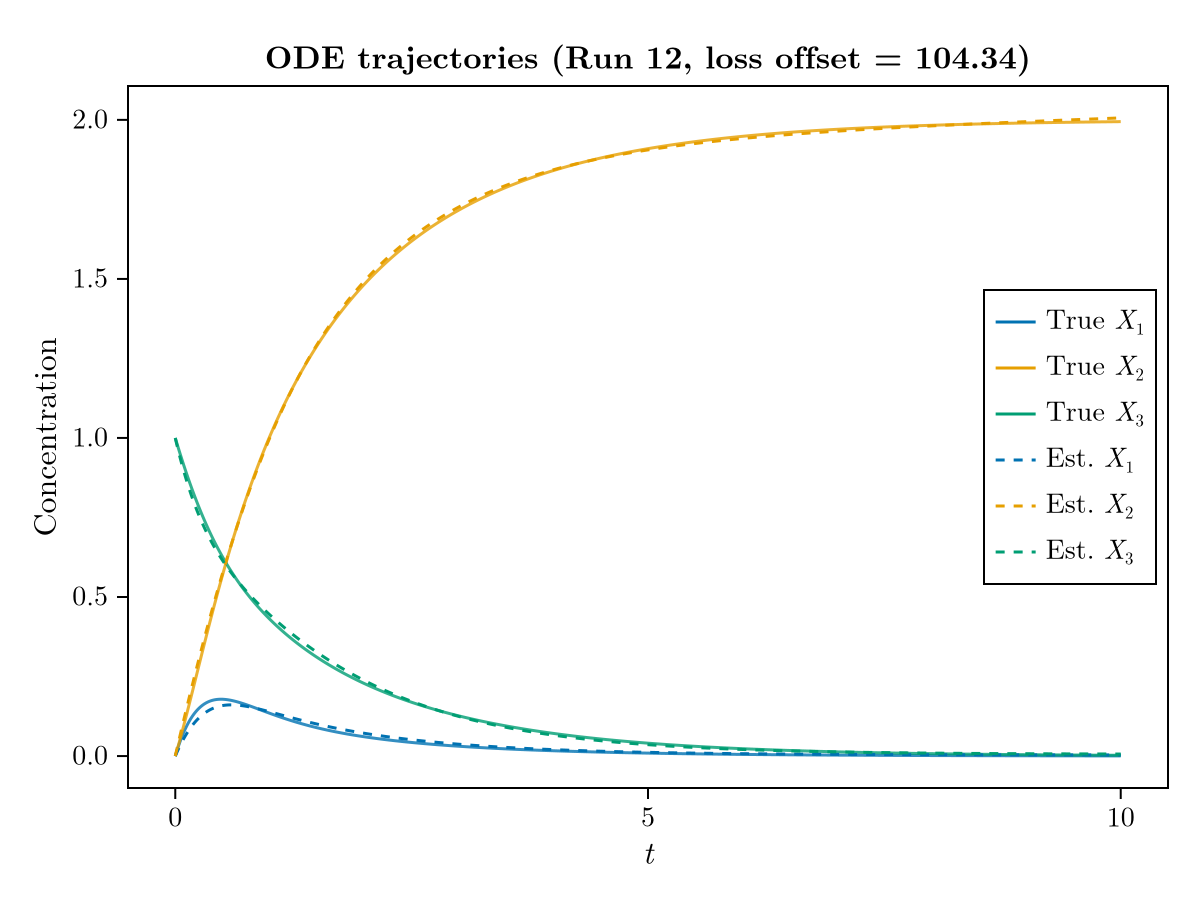 ODE trajectories (Run 12, loss offset = 104.34)
2.0
1.5
1.0
0.5
0.0
Concentration
0
5
10
t
True X₁
True X₂
True X₃
Est. X₁
Est. X₂
Est. X₃